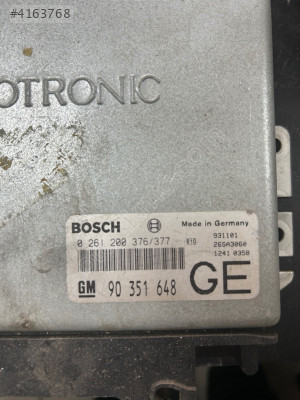 #4163768
OTRONIC
BOSCH Made in Germany
0 261 200 376/377 931101
26SA3060
1241 0358
GM 90 351 648 GE